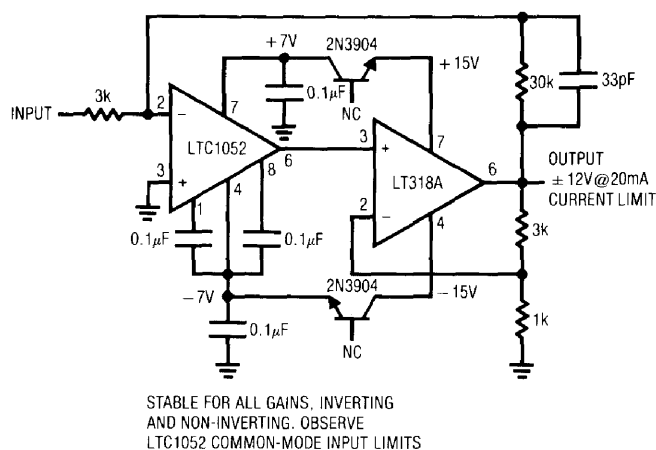 2N3904
+7V
+15V
30k
33pF
0.1µF
NC
INPUT
3k
2
−
7
LTC1052
6
3
+
8
1
4
3
+
7
LT318A
6
2
−
4
OUTPUT
±12V@20mA
CURRENT LIMIT
0.1µF
0.1µF
3k
2N3904
−7V
−15V
0.1µF
NC
1k
STABLE FOR ALL GAINS, INVERTING
AND NON-INVERTING. OBSERVE
LTC1052 COMMON-MODE INPUT LIMITS